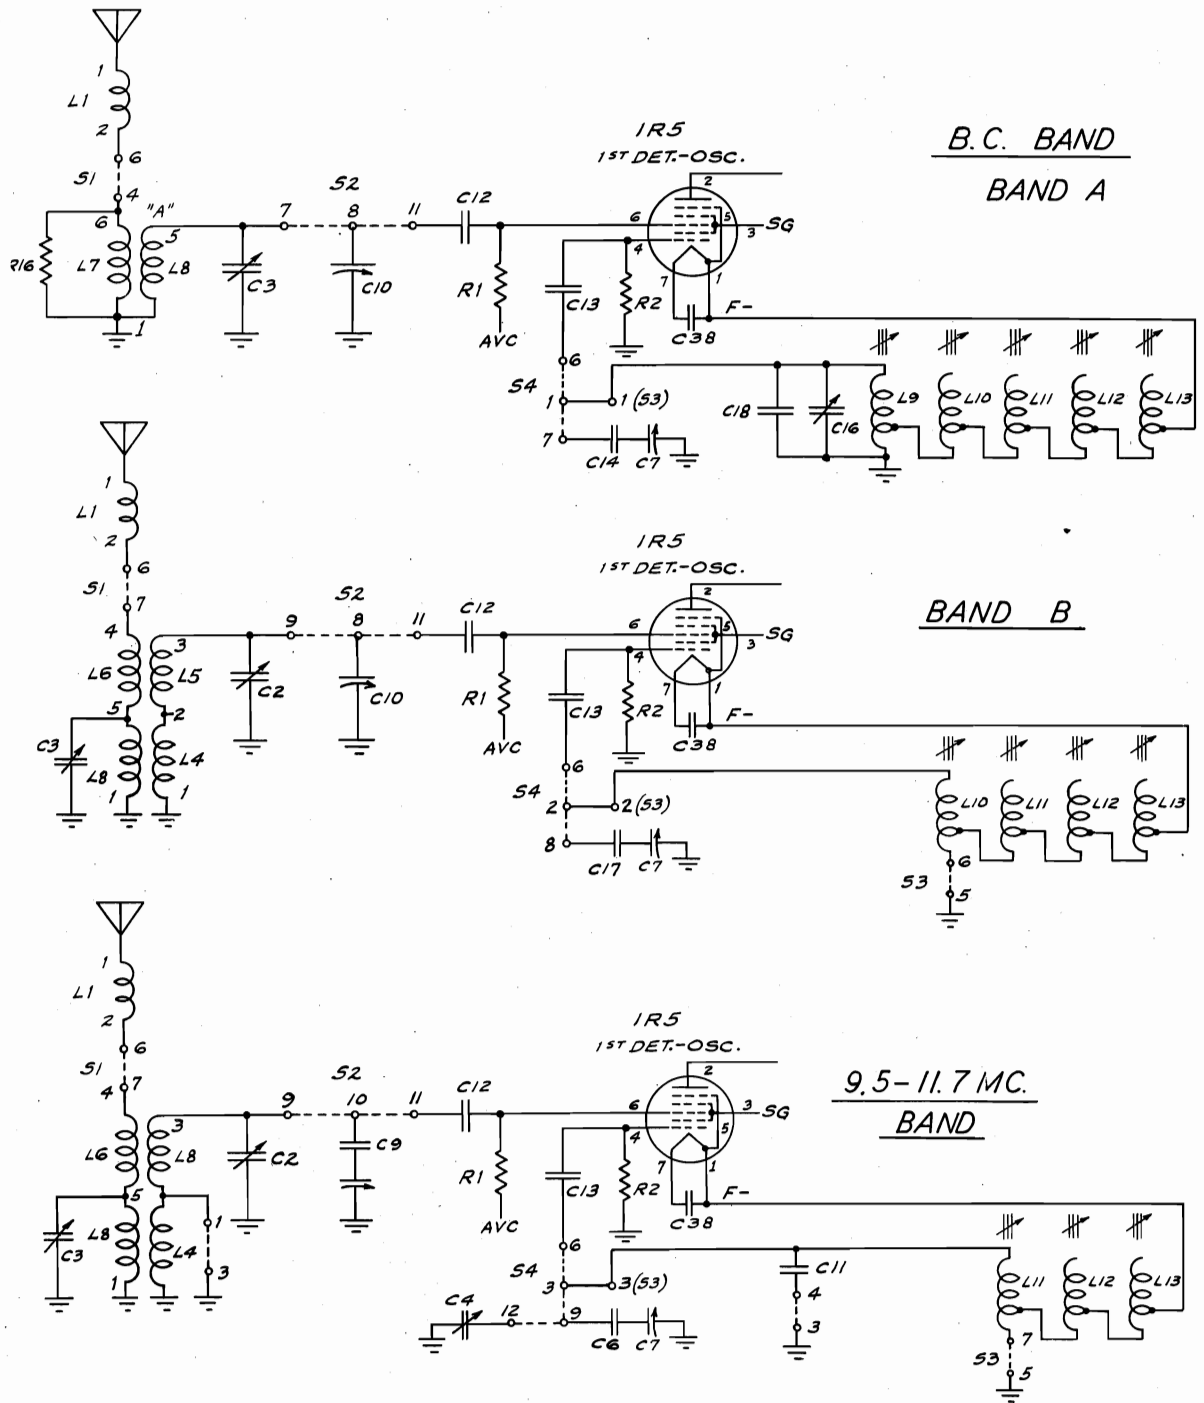 1
L1
2
6
S1
4
6 "A" 5
R16 L7 L8
1
C3
7 S2 8 11
C10
C12
R1
AVC
1R5
1ST DET.-OSC.
B.C. BAND
BAND A
2
6 5 3 SG
4
7 1
C13 R2
C38 F-
6
S4
1 1 (S3)
7
C14 C7
C18 C16
L9 L10 L11 L12 L13
1
L1
2
6
S1
7
4 3
L6 L5
5 2
C3 L8 L4
1 1
C2
9 S2 8 11
C10
C12
R1
AVC
1R5
1ST DET.-OSC.
BAND B
2
6 5 3 SG
4
7 1
C13 R2
C38 F-
6
S4
2 2 (S3)
8
C17 C7
L10 L11 L12 L13
6
S3
5
1
L1
2
6
S1
4 7
3
L6 L8
5
C3 L8 L4
1
1
3
C2
9 S2 10 11
C9
C12
R1
AVC
1R5
1ST DET.-OSC.
9.5-11.7 MC.
BAND
2
6 3 SG
4 5
7 1
C13 R2
C38 F-
6
S4
3 3 (S3)
C4 12 9
C6 C7
C11
4
3
L11 L12 L13
7
S3
5